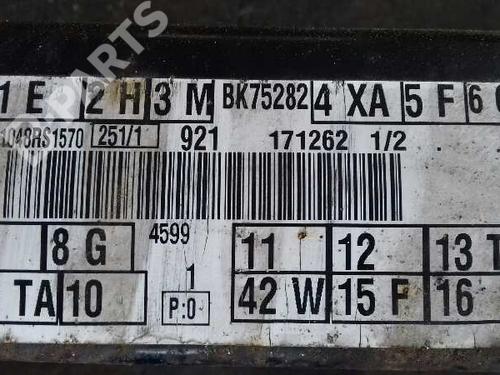 PARTS
1 E 2 H 3 M BK75282 4 XA 5 F 6
1048RS1570 251/1 921 171262 1/2
8 G 4599 11 12 13 T
TA 10 1 P:0 42 W 15 F 16